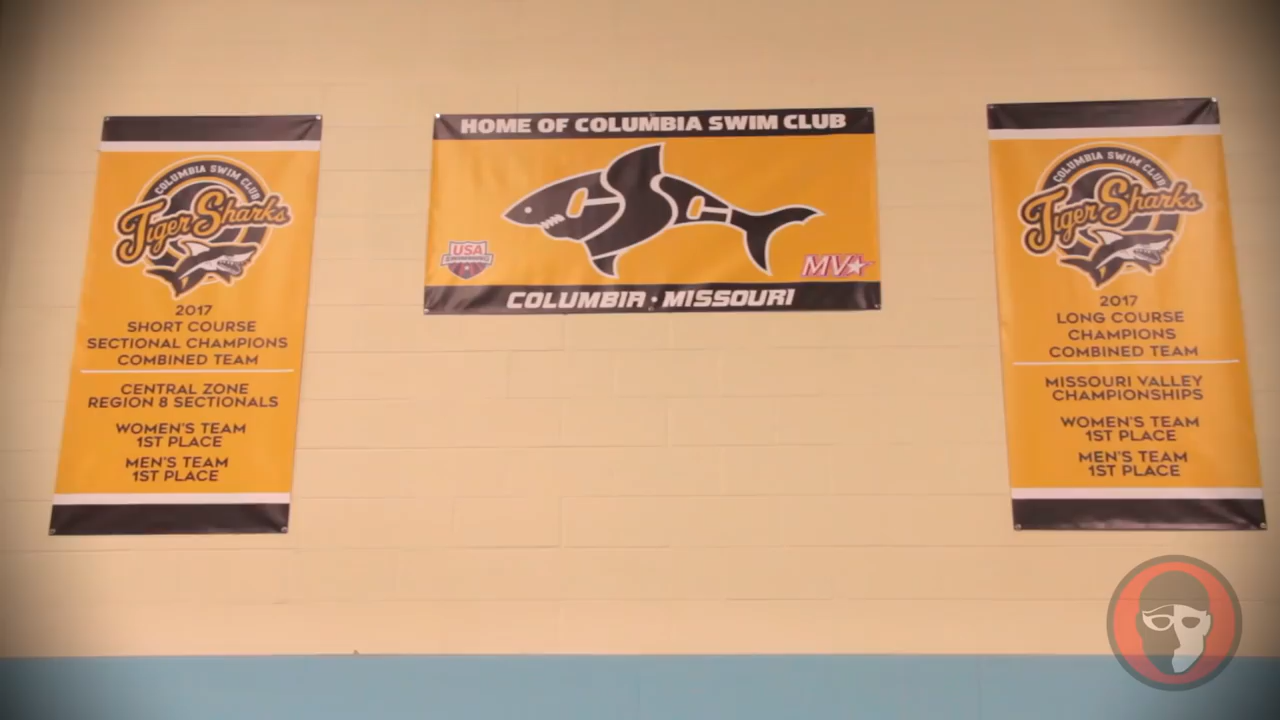 COLUMBIA SWIM CLUB
Tiger Sharks
2017
SHORT COURSE
SECTIONAL CHAMPIONS
COMBINED TEAM
CENTRAL ZONE
REGION 8 SECTIONALS
WOMEN'S TEAM
1ST PLACE
MEN'S TEAM
1ST PLACE
HOME OF COLUMBIA SWIM CLUB
CSC
USA
MVS
COLUMBIA · MISSOURI
COLUMBIA SWIM CLUB
Tiger Sharks
2017
LONG COURSE
CHAMPIONS
COMBINED TEAM
MISSOURI VALLEY
CHAMPIONSHIPS
WOMEN'S TEAM
1ST PLACE
MEN'S TEAM
1ST PLACE